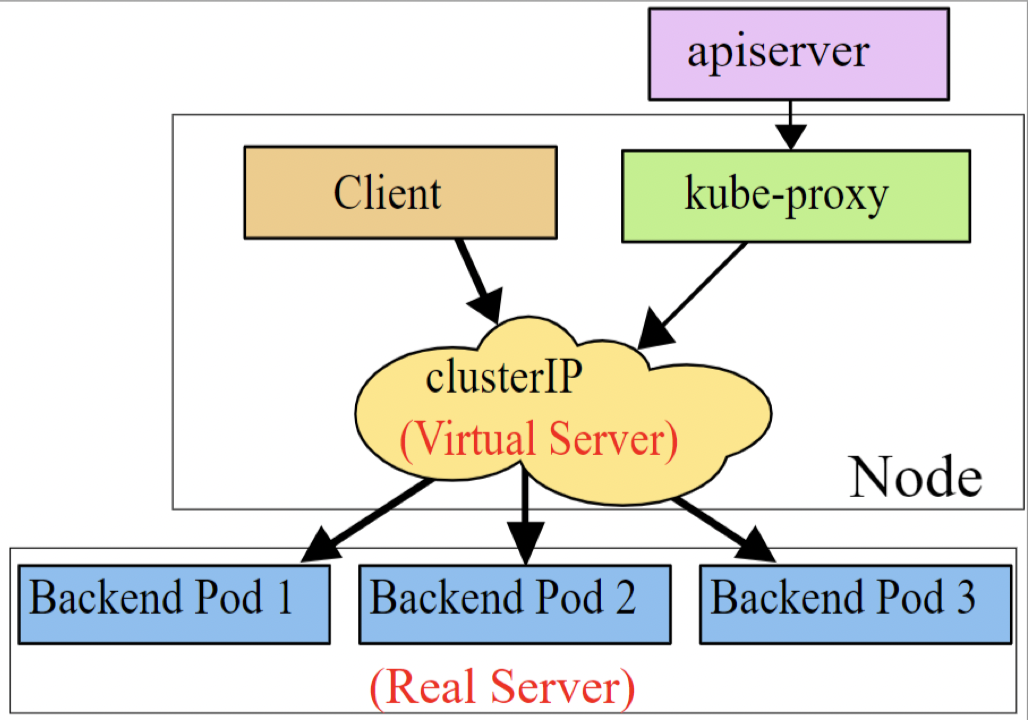 apiserver
Client
kube-proxy
clusterIP
(Virtual Server)
Node
Backend Pod 1
Backend Pod 2
Backend Pod 3
(Real Server)